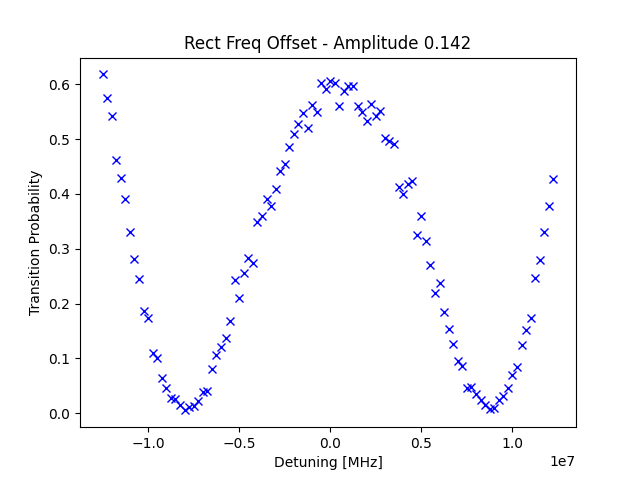 Rect Freq Offset - Amplitude 0.142
Transition Probability
0.6
0.5
0.4
0.3
0.2
0.1
0.0
−1.0 −0.5 0.0 0.5 1.0
1e7
Detuning [MHz]